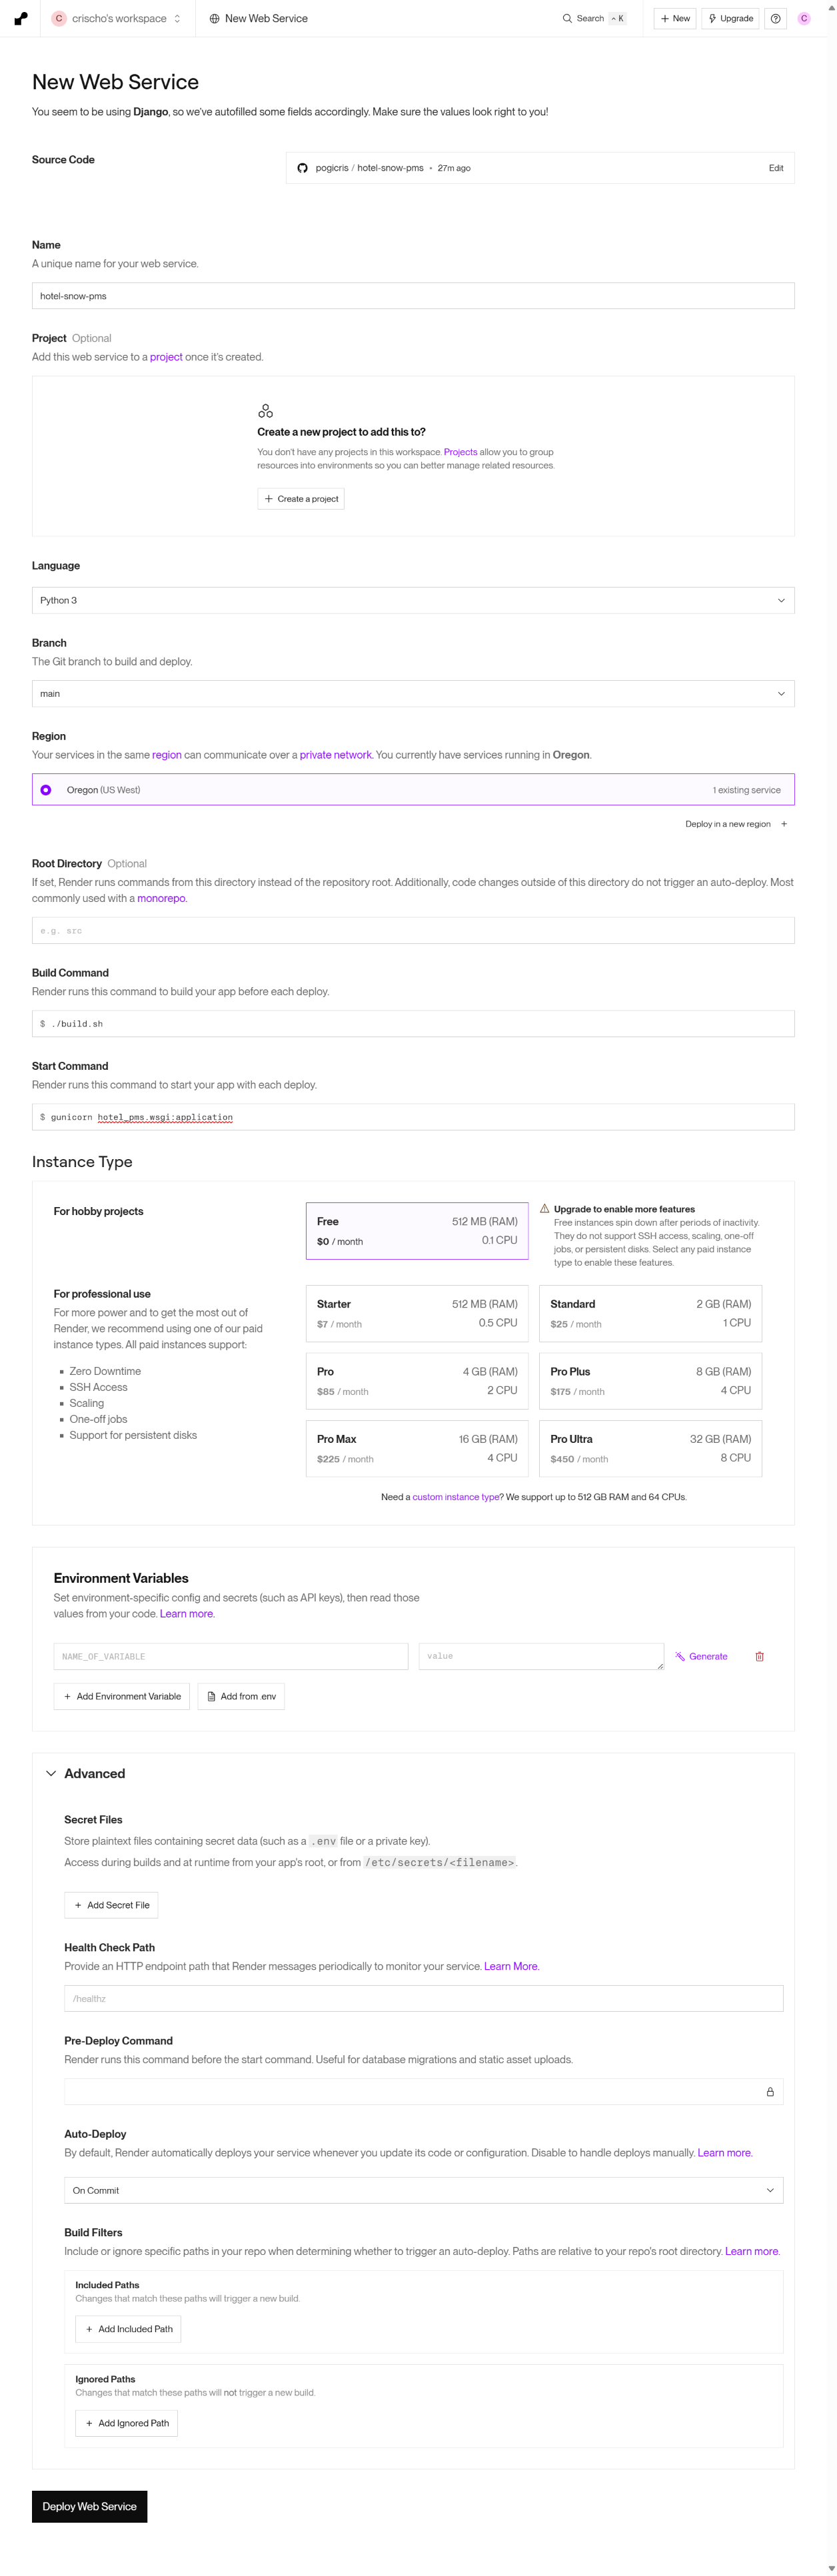 C crischo's workspace New Web Service Search ^ K + New Upgrade C
New Web Service
You seem to be using Django, so we've autofilled some fields accordingly. Make sure the values look right to you!
Source Code
pogicris / hotel-snow-pms • 27m ago Edit
Name
A unique name for your web service.
hotel-snow-pms
Project Optional
Add this web service to a project once it's created.
Create a new project to add this to?
You don't have any projects in this workspace. Projects allow you to group
resources into environments so you can better manage related resources.
+ Create a project
Language
Python 3
Branch
The Git branch to build and deploy.
main
Region
Your services in the same region can communicate over a private network. You currently have services running in Oregon.
Oregon (US West) 1 existing service
Deploy in a new region +
Root Directory Optional
If set, Render runs commands from this directory instead of the repository root. Additionally, code changes outside of this directory do not trigger an auto-deploy. Most
commonly used with a monorepo.
e.g. src
Build Command
Render runs this command to build your app before each deploy.
$ ./build.sh
Start Command
Render runs this command to start your app with each deploy.
$ gunicorn hotel_pms.wsgi:application
Instance Type
For hobby projects
Free 512 MB (RAM)
$0 / month 0.1 CPU
Upgrade to enable more features
Free instances spin down after periods of inactivity.
They do not support SSH access, scaling, one-off
jobs, or persistent disks. Select any paid instance
type to enable these features.
For professional use
For more power and to get the most out of
Render, we recommend using one of our paid
instance types. All paid instances support:
▪ Zero Downtime
▪ SSH Access
▪ Scaling
▪ One-off jobs
▪ Support for persistent disks
Starter 512 MB (RAM)
$7 / month 0.5 CPU
Standard 2 GB (RAM)
$25 / month 1 CPU
Pro 4 GB (RAM)
$85 / month 2 CPU
Pro Plus 8 GB (RAM)
$175 / month 4 CPU
Pro Max 16 GB (RAM)
$225 / month 4 CPU
Pro Ultra 32 GB (RAM)
$450 / month 8 CPU
Need a custom instance type? We support up to 512 GB RAM and 64 CPUs.
Environment Variables
Set environment-specific config and secrets (such as API keys), then read those
values from your code. Learn more.
NAME_OF_VARIABLE value Generate
+ Add Environment Variable Add from .env
Advanced
Secret Files
Store plaintext files containing secret data (such as a .env file or a private key).
Access during builds and at runtime from your app's root, or from /etc/secrets/<filename>.
+ Add Secret File
Health Check Path
Provide an HTTP endpoint path that Render messages periodically to monitor your service. Learn More.
/healthz
Pre-Deploy Command
Render runs this command before the start command. Useful for database migrations and static asset uploads.
Auto-Deploy
By default, Render automatically deploys your service whenever you update its code or configuration. Disable to handle deploys manually. Learn more.
On Commit
Build Filters
Include or ignore specific paths in your repo when determining whether to trigger an auto-deploy. Paths are relative to your repo's root directory. Learn more.
Included Paths
Changes that match these paths will trigger a new build.
+ Add Included Path
Ignored Paths
Changes that match these paths will not trigger a new build.
+ Add Ignored Path
Deploy Web Service